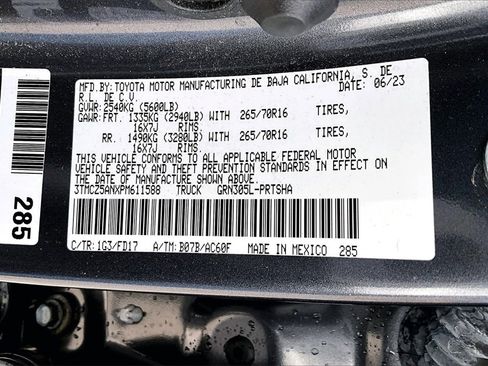 MFD.BY: TOYOTA MOTOR MANUFACTURING DE BAJA CALIFORNIA, S. DE
R.L. DE C.V. DATE: 06/23
GVWR: 2540KG (5600LB)
GAWR: FRT. 1335KG (2940LB) WITH 265/70R16 TIRES,
16X7J RIMS.
RR. 1490KG (3280LB) WITH 265/70R16 TIRES,
16X7J RIMS.
THIS VEHICLE CONFORMS TO ALL APPLICABLE FEDERAL MOTOR
VEHICLE SAFETY AND THEFT PREVENTION STANDARDS IN EFFECT ON
THE DATE OF MANUFACTURE SHOWN ABOVE.
3TMCZ5ANXPM611588 TRUCK GRN305L-PRTSHA
C/TR: 1G3/FD17 A/TM: B07B/AC60F MADE IN MEXICO 285
285